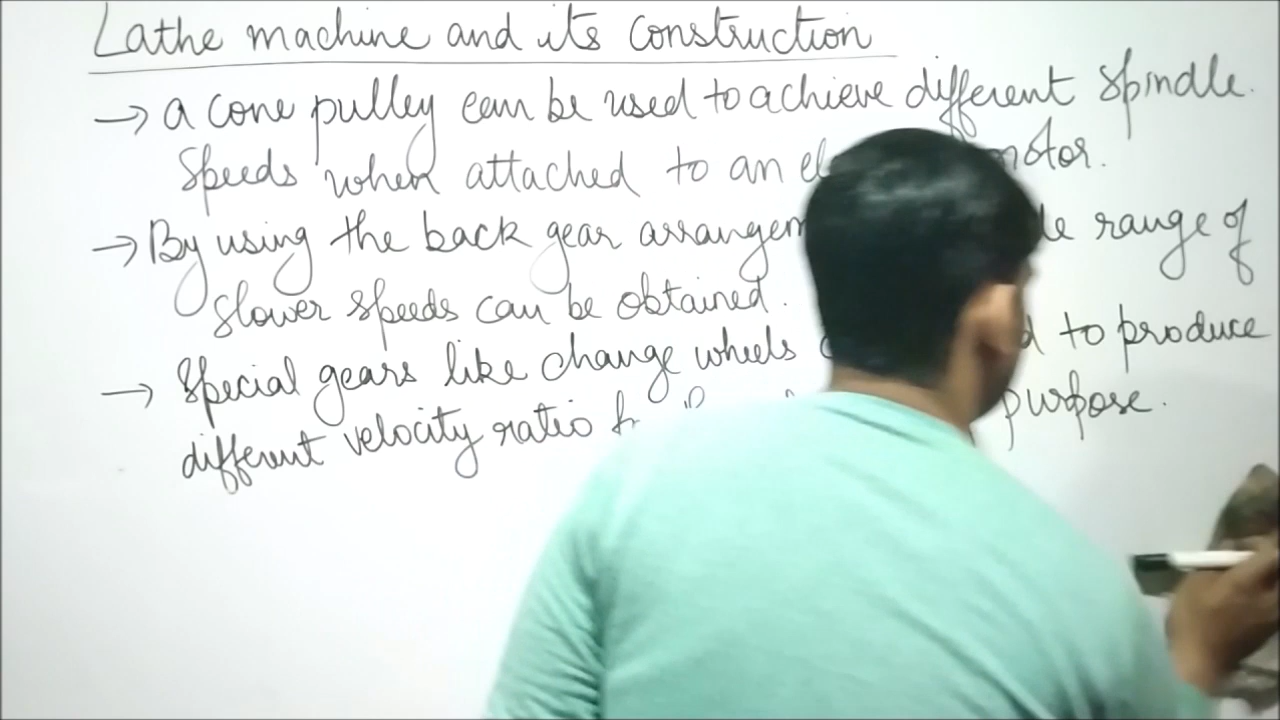 Lathe machine and its construction
→ A cone pulley can be used to achieve different spindle
speeds when attached to an motor.
→ By using the back gear range of
slower speeds can be obtained.
→ Special gears like change wheels to produce
different velocity ratio purpose.